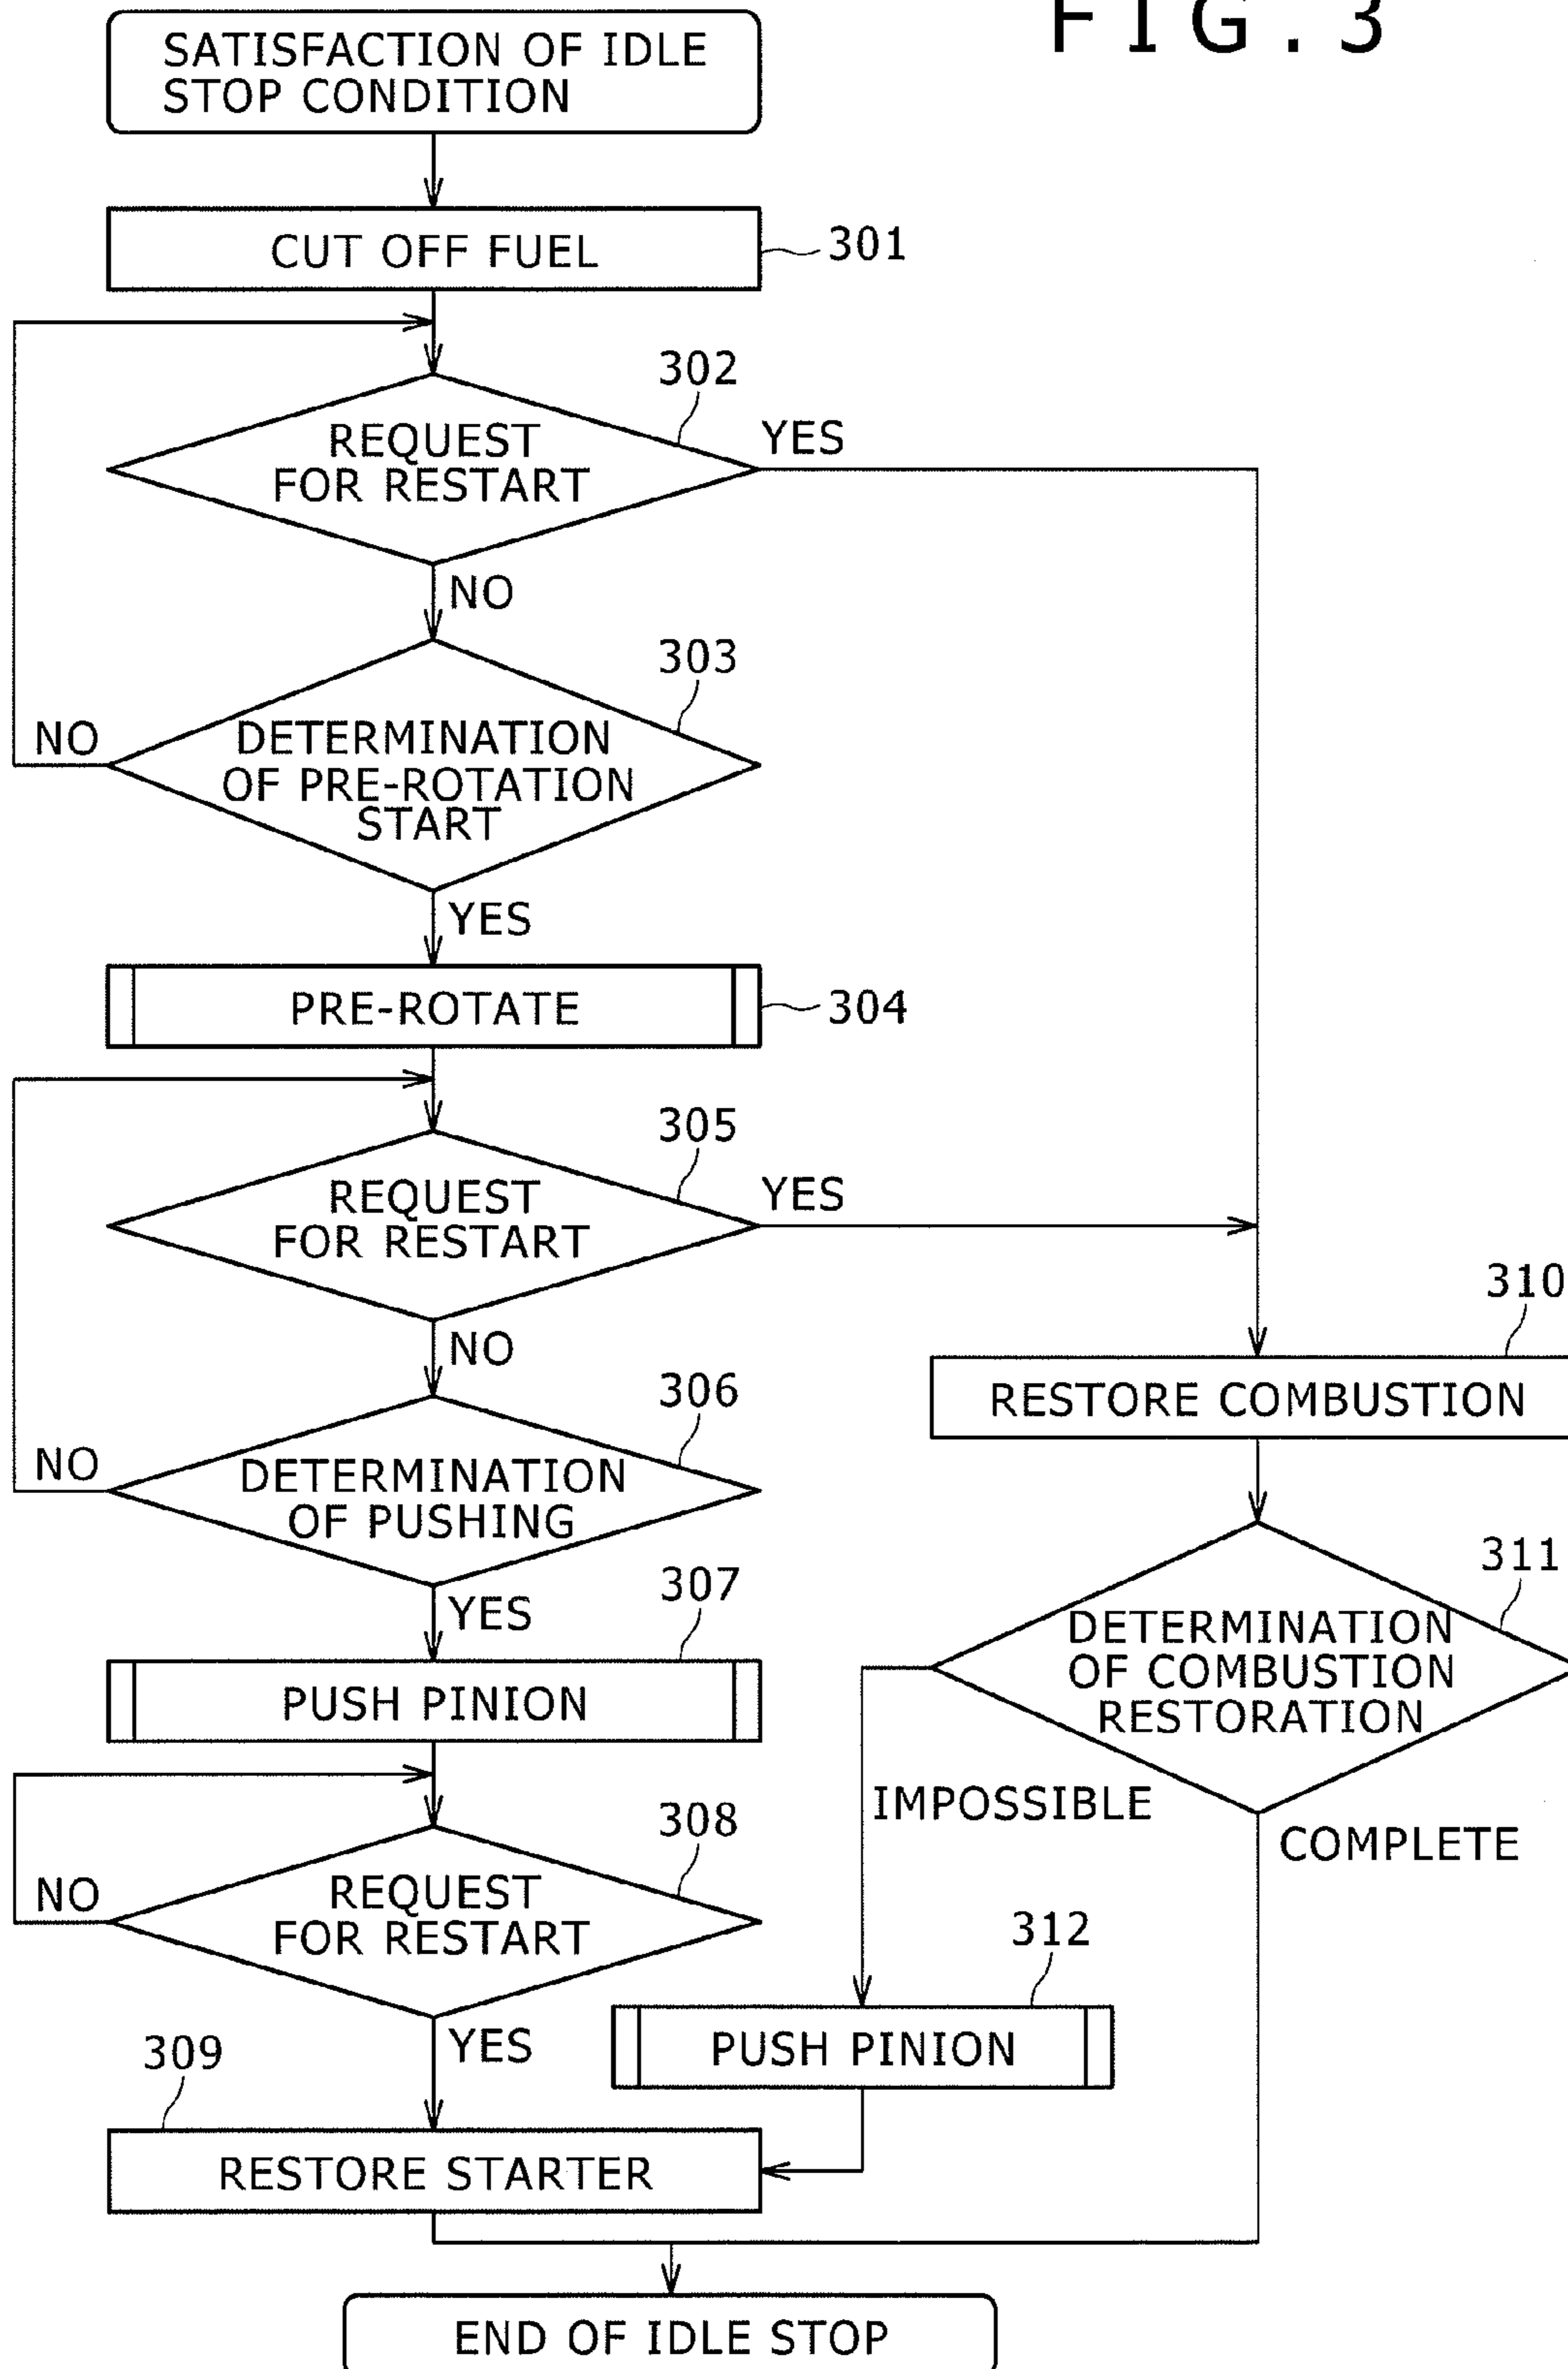 FIG.3
SATISFACTION OF IDLE
STOP CONDITION
CUT OFF FUEL
301
302
REQUEST
FOR RESTART
YES
NO
303
DETERMINATION
OF PRE-ROTATION
START
NO
YES
PRE-ROTATE
304
305
REQUEST
FOR RESTART
YES
NO
306
DETERMINATION
OF PUSHING
NO
YES
307
PUSH PINION
308
REQUEST
FOR RESTART
NO
YES
309
RESTORE STARTER
310
RESTORE COMBUSTION
311
DETERMINATION
OF COMBUSTION
RESTORATION
IMPOSSIBLE
COMPLETE
312
PUSH PINION
END OF IDLE STOP